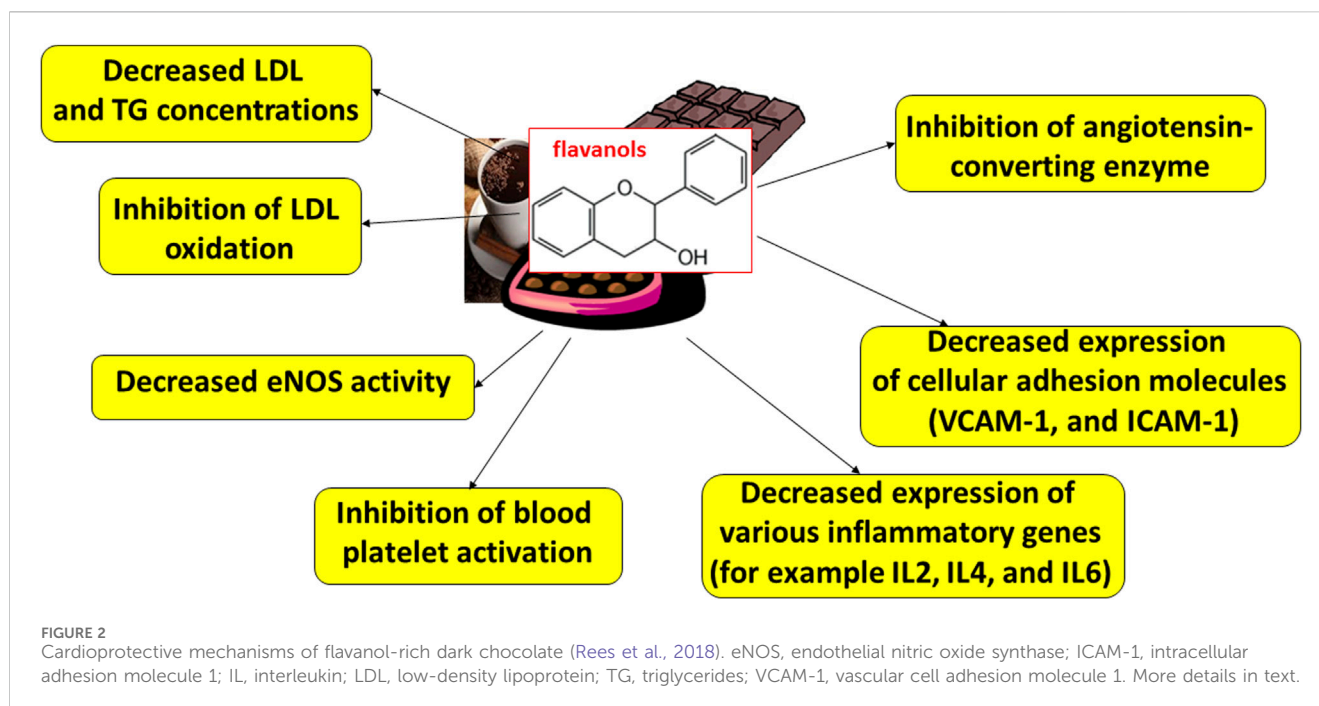 Decreased LDL
and TG concentrations
Inhibition of LDL
oxidation
Decreased eNOS activity
Inhibition of blood
platelet activation
flavanols
O
OH
Inhibition of angiotensin-
converting enzyme
Decreased expression
of cellular adhesion molecules
(VCAM-1, and ICAM-1)
Decreased expression of
various inflammatory genes
(for example IL2, IL4, and IL6)
FIGURE 2
Cardioprotective mechanisms of flavanol-rich dark chocolate (Rees et al., 2018). eNOS, endothelial nitric oxide synthase; ICAM-1, intracellular
adhesion molecule 1; IL, interleukin; LDL, low-density lipoprotein; TG, triglycerides; VCAM-1, vascular cell adhesion molecule 1. More details in text.